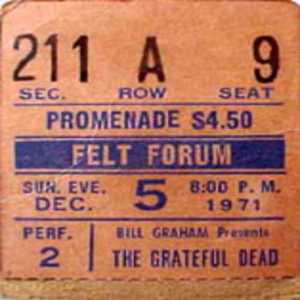 211 A 9
SEC. ROW SEAT
PROMENADE $4.50
FELT FORUM
SUN. EVE. 5 8:00 P. M.
DEC. 1971
PERF. BILL GRAHAM Presents
2 THE GRATEFUL DEAD